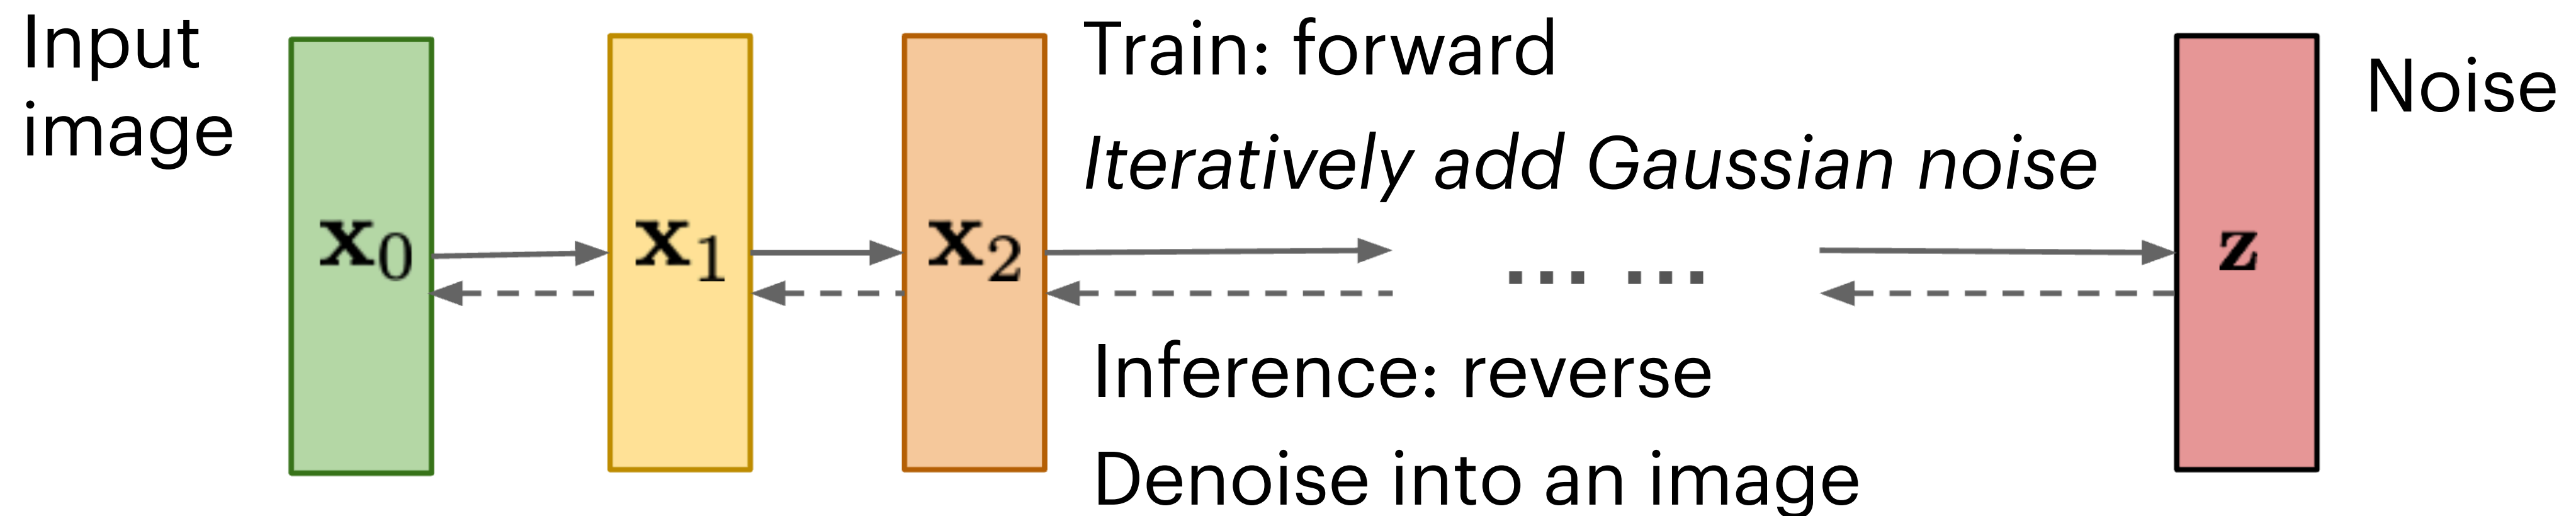 Input
image
x₀
x₁
x₂
Train: forward
Iteratively add Gaussian noise
... ...
Inference: reverse
Denoise into an image
z
Noise